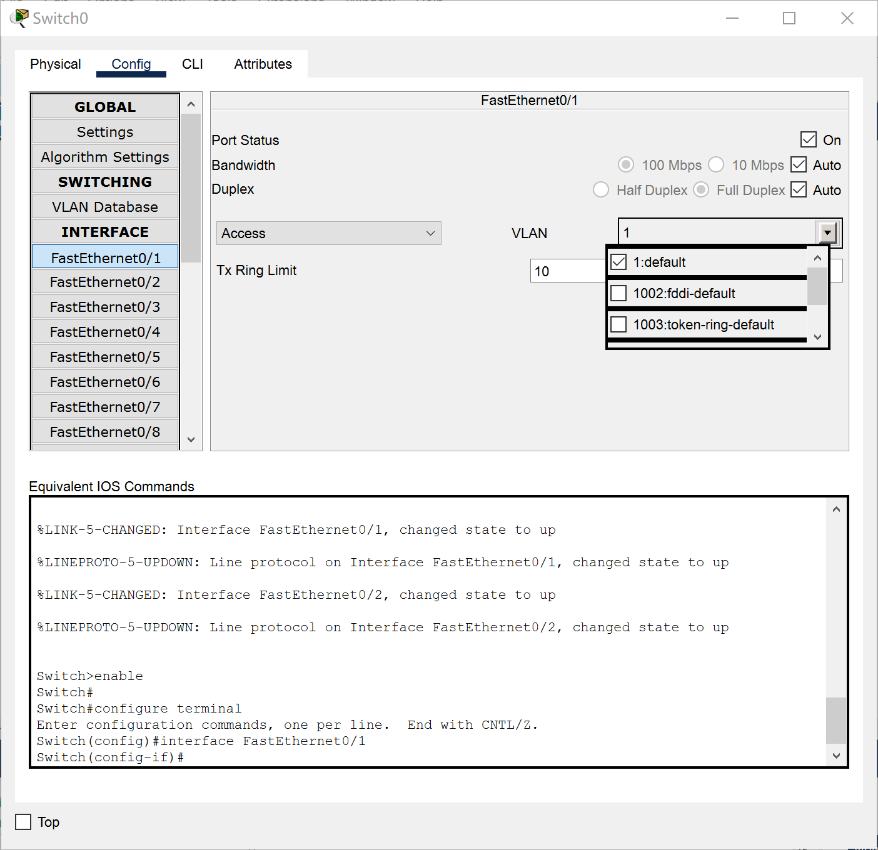 Switch0
Physical Config CLI Attributes
GLOBAL
Settings
Algorithm Settings
SWITCHING
VLAN Database
INTERFACE
FastEthernet0/1
FastEthernet0/2
FastEthernet0/3
FastEthernet0/4
FastEthernet0/5
FastEthernet0/6
FastEthernet0/7
FastEthernet0/8
FastEthernet0/1
Port Status On
Bandwidth 100 Mbps 10 Mbps Auto
Duplex Half Duplex Full Duplex Auto
Access VLAN 1
1:default
1002:fddi-default
1003:token-ring-default
Tx Ring Limit 10
Equivalent IOS Commands
%LINK-5-CHANGED: Interface FastEthernet0/1, changed state to up
%LINEPROTO-5-UPDOWN: Line protocol on Interface FastEthernet0/1, changed state to up
%LINK-5-CHANGED: Interface FastEthernet0/2, changed state to up
%LINEPROTO-5-UPDOWN: Line protocol on Interface FastEthernet0/2, changed state to up
Switch>enable
Switch#
Switch#configure terminal
Enter configuration commands, one per line.  End with CNTL/Z.
Switch(config)#interface FastEthernet0/1
Switch(config-if)#
Top